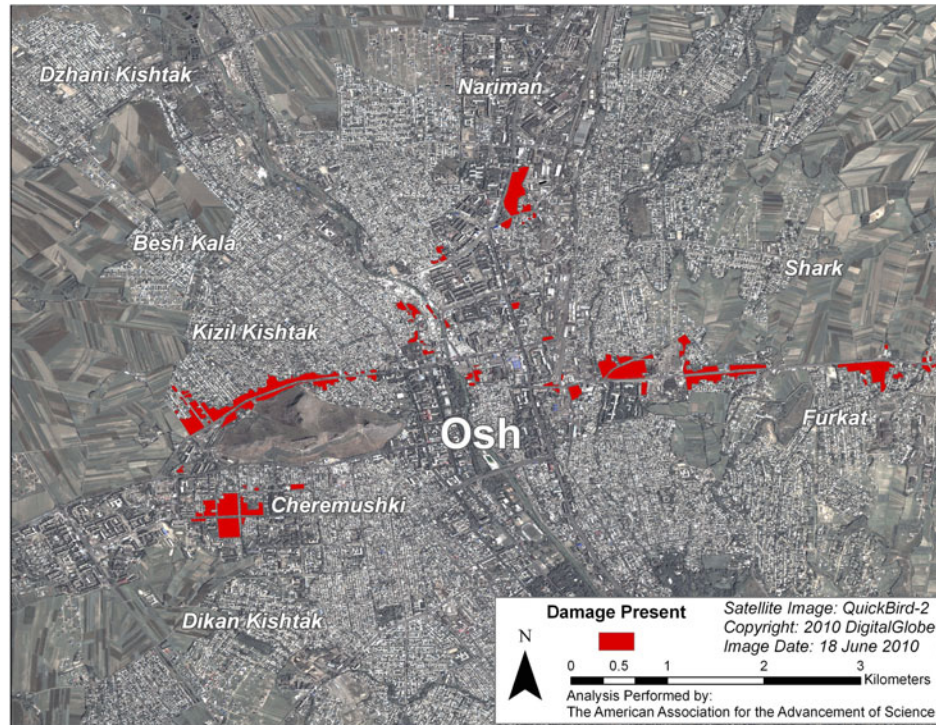 Dzhani Kishtak
Nariman
Besh Kala
Shark
Kizil Kishtak
Furkat
Osh
Cheremushki
Dikan Kishtak
Damage Present
Satellite Image: QuickBird-2
Copyright: 2010 DigitalGlobe
Image Date: 18 June 2010
N
0 0.5 1 2 3
Kilometers
Analysis Performed by:
The American Association for the Advancement of Science